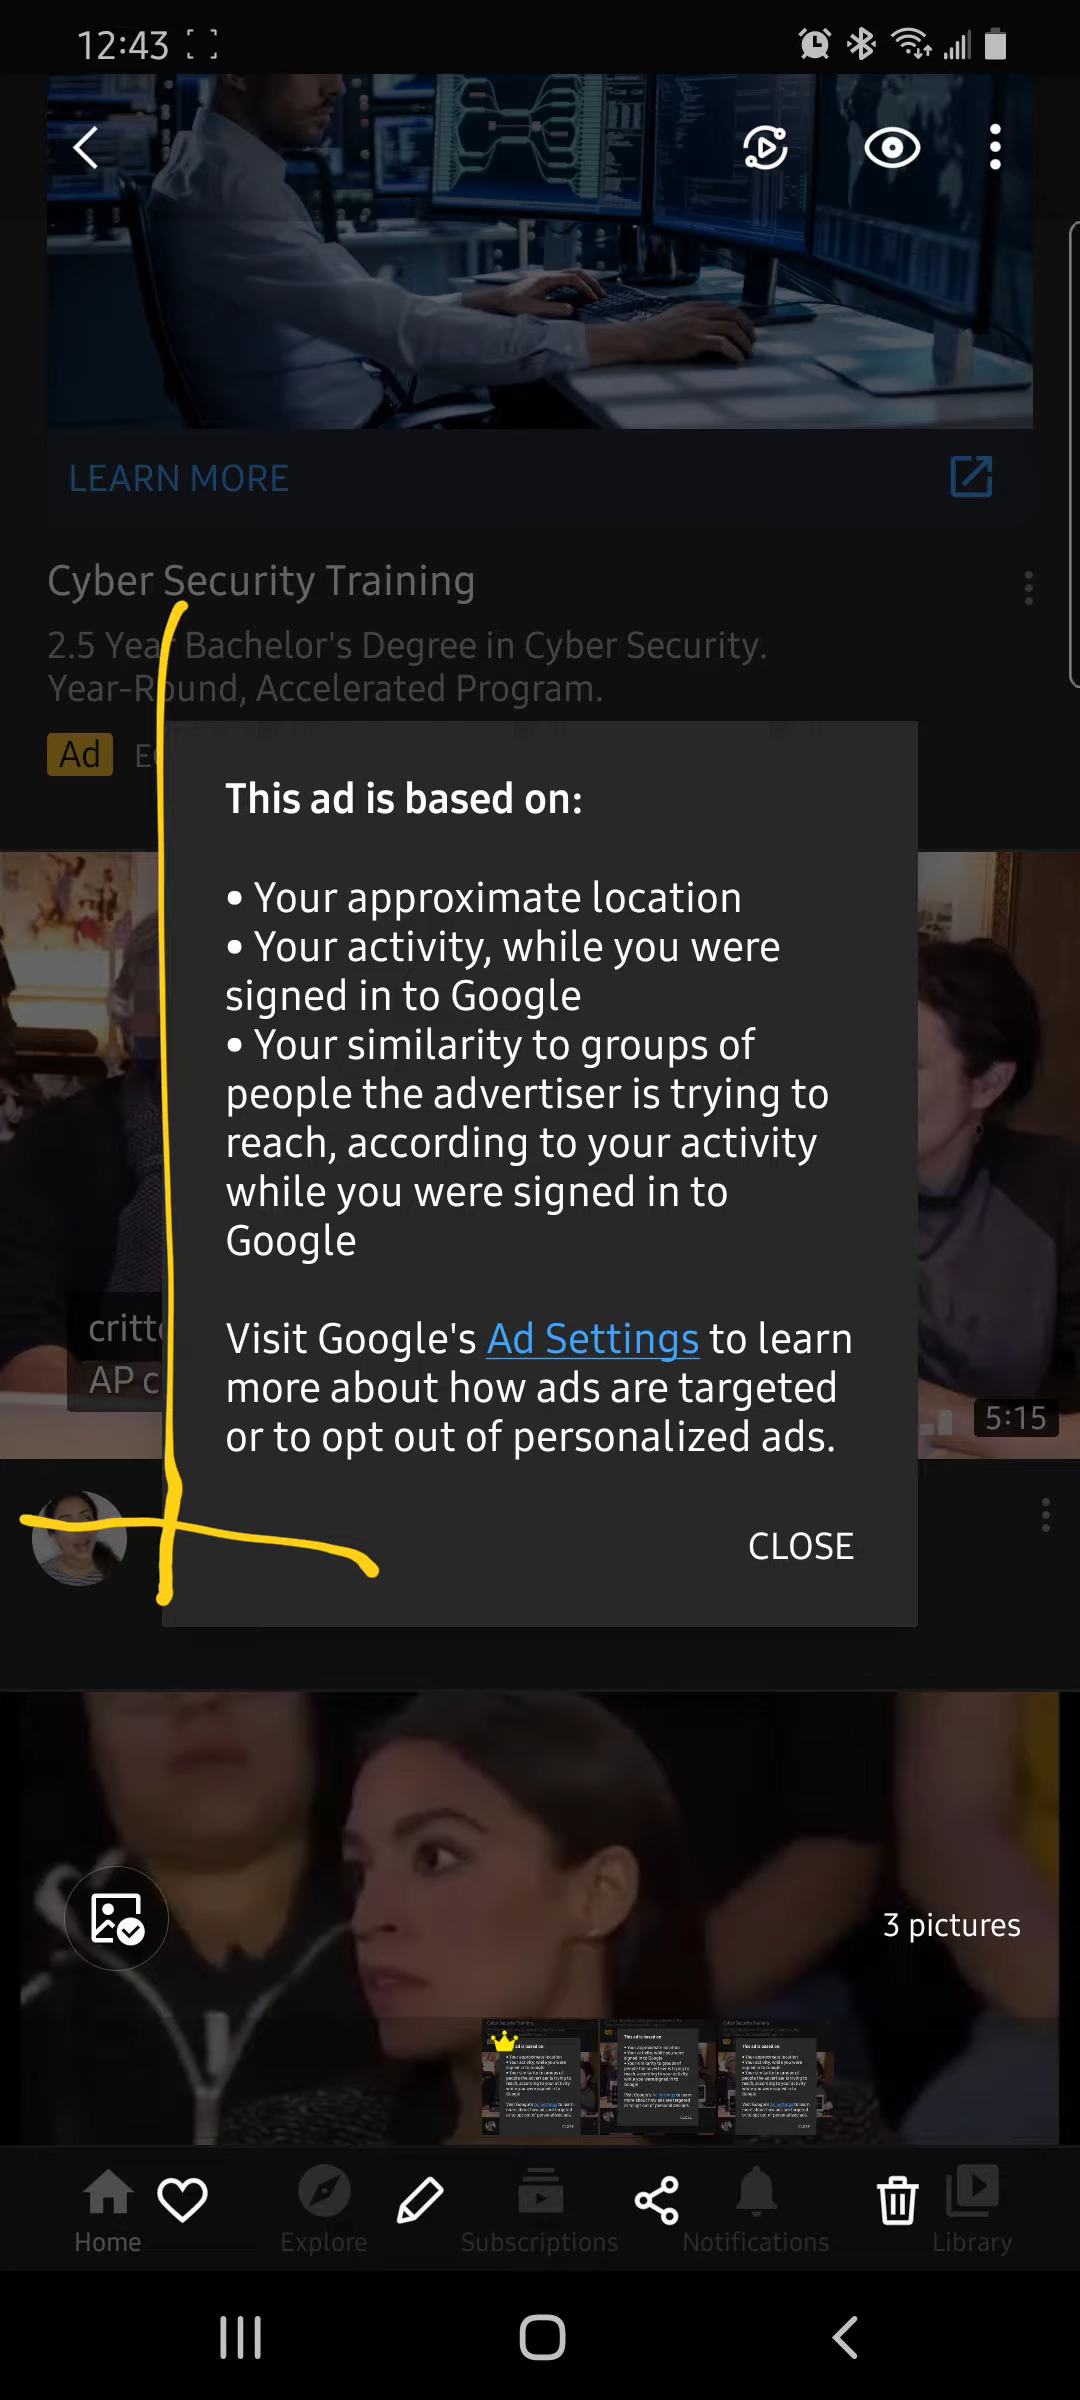 12:43
LEARN MORE
Cyber Security Training
2.5 Year Bachelor's Degree in Cyber Security.
Year-Round, Accelerated Program.
Ad
This ad is based on:
• Your approximate location
• Your activity, while you were
signed in to Google
• Your similarity to groups of
people the advertiser is trying to
reach, according to your activity
while you were signed in to
Google
Visit Google's Ad Settings to learn
more about how ads are targeted
or to opt out of personalized ads.
CLOSE
AP
5:15
3 pictures
Home
Explore
Subscriptions
Notifications
Library